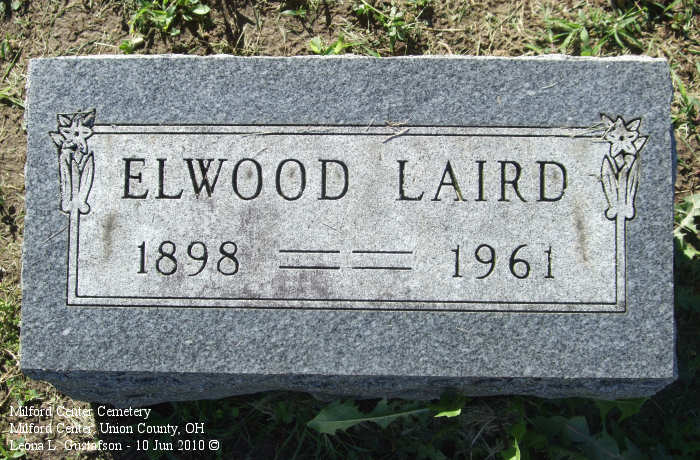 ELWOOD LAIRD
1898 == == 1961
Milford Center Cemetery
Milford Center, Union County, OH
Leona L. Gustafson - 10 Jun 2010 ©